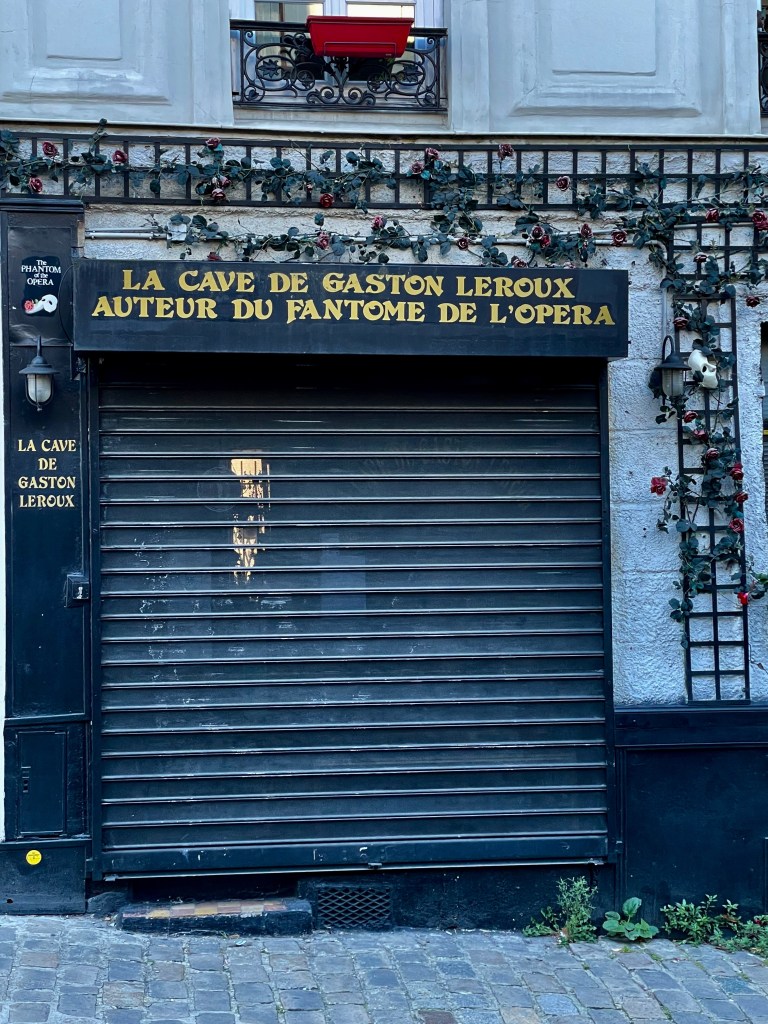 LA CAVE DE GASTON LEROUX
AUTEUR DU FANTOME DE L'OPERA
The
PHANTOM
of the
OPERA
LA CAVE
DE
GASTON
LEROUX